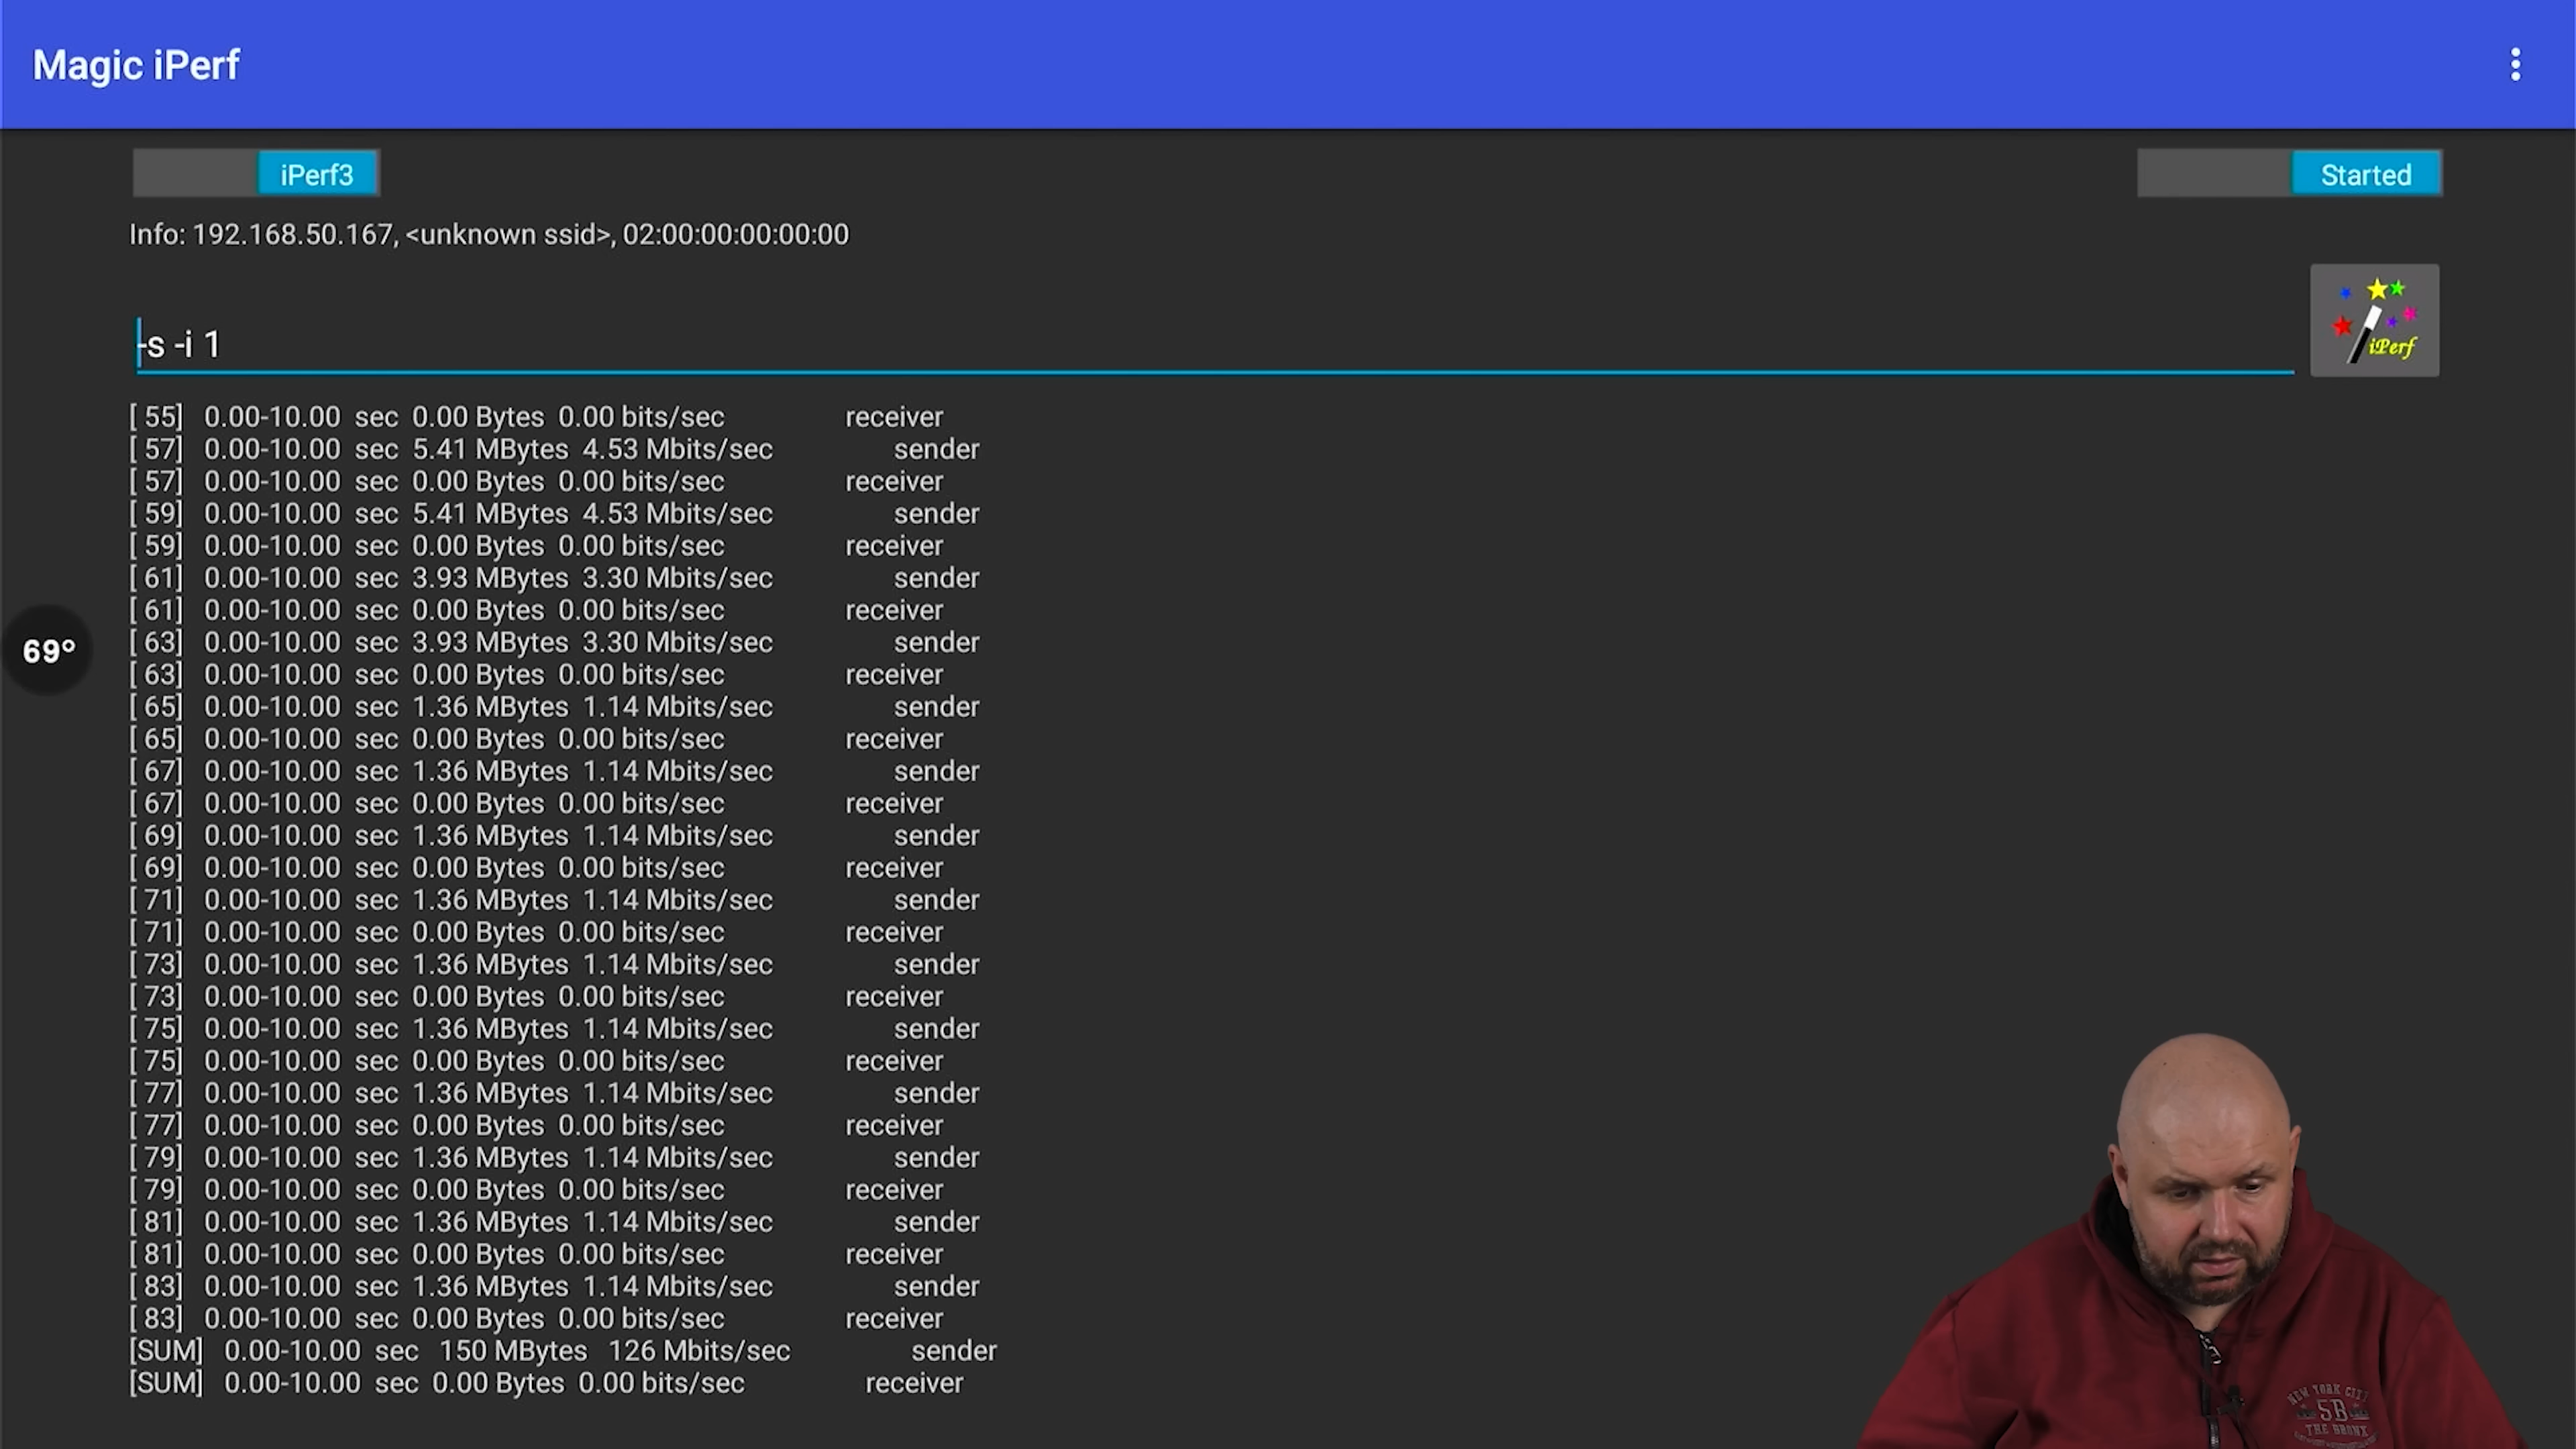 Magic iPerf
iPerf3
Started
Info: 192.168.50.167, <unknown ssid>, 02:00:00:00:00:00
iPerf
-s -i 1
[ 55] 0.00-10.00 sec 0.00 Bytes 0.00 bits/sec receiver
[ 57] 0.00-10.00 sec 5.41 MBytes 4.53 Mbits/sec sender
[ 57] 0.00-10.00 sec 0.00 Bytes 0.00 bits/sec receiver
[ 59] 0.00-10.00 sec 5.41 MBytes 4.53 Mbits/sec sender
[ 59] 0.00-10.00 sec 0.00 Bytes 0.00 bits/sec receiver
[ 61] 0.00-10.00 sec 3.93 MBytes 3.30 Mbits/sec sender
[ 61] 0.00-10.00 sec 0.00 Bytes 0.00 bits/sec receiver
[ 63] 0.00-10.00 sec 3.93 MBytes 3.30 Mbits/sec sender
69°
[ 63] 0.00-10.00 sec 0.00 Bytes 0.00 bits/sec receiver
[ 65] 0.00-10.00 sec 1.36 MBytes 1.14 Mbits/sec sender
[ 65] 0.00-10.00 sec 0.00 Bytes 0.00 bits/sec receiver
[ 67] 0.00-10.00 sec 1.36 MBytes 1.14 Mbits/sec sender
[ 67] 0.00-10.00 sec 0.00 Bytes 0.00 bits/sec receiver
[ 69] 0.00-10.00 sec 1.36 MBytes 1.14 Mbits/sec sender
[ 69] 0.00-10.00 sec 0.00 Bytes 0.00 bits/sec receiver
[ 71] 0.00-10.00 sec 1.36 MBytes 1.14 Mbits/sec sender
[ 71] 0.00-10.00 sec 0.00 Bytes 0.00 bits/sec receiver
[ 73] 0.00-10.00 sec 1.36 MBytes 1.14 Mbits/sec sender
[ 73] 0.00-10.00 sec 0.00 Bytes 0.00 bits/sec receiver
[ 75] 0.00-10.00 sec 1.36 MBytes 1.14 Mbits/sec sender
[ 75] 0.00-10.00 sec 0.00 Bytes 0.00 bits/sec receiver
[ 77] 0.00-10.00 sec 1.36 MBytes 1.14 Mbits/sec sender
[ 77] 0.00-10.00 sec 0.00 Bytes 0.00 bits/sec receiver
[ 79] 0.00-10.00 sec 1.36 MBytes 1.14 Mbits/sec sender
[ 79] 0.00-10.00 sec 0.00 Bytes 0.00 bits/sec receiver
[ 81] 0.00-10.00 sec 1.36 MBytes 1.14 Mbits/sec sender
[ 81] 0.00-10.00 sec 0.00 Bytes 0.00 bits/sec receiver
[ 83] 0.00-10.00 sec 1.36 MBytes 1.14 Mbits/sec sender
[ 83] 0.00-10.00 sec 0.00 Bytes 0.00 bits/sec receiver
[SUM] 0.00-10.00 sec 150 MBytes 126 Mbits/sec sender
[SUM] 0.00-10.00 sec 0.00 Bytes 0.00 bits/sec receiver
NEW YORK CITY
5B
THE BRONX